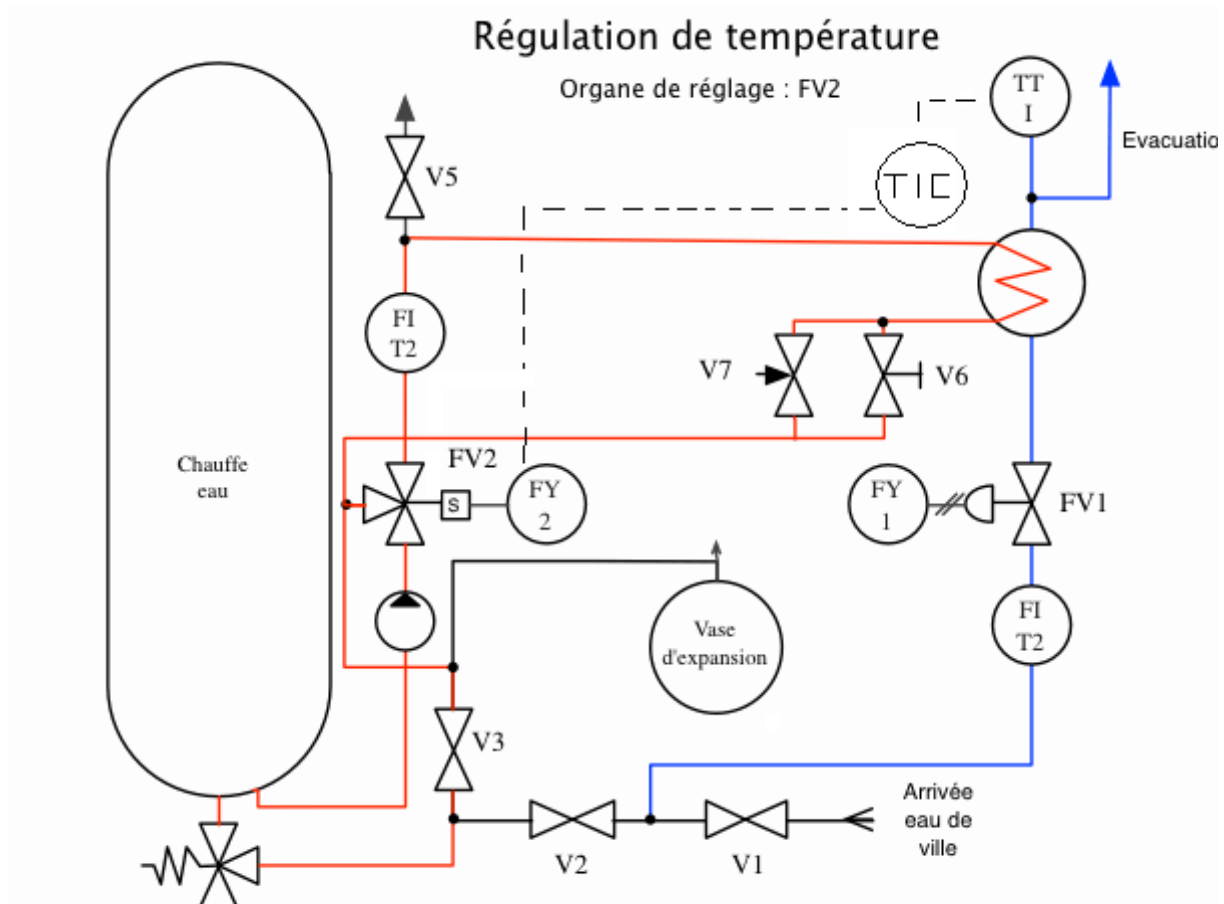 Régulation de température
Organe de réglage : FV2
TT
I
Evacuatio
V5
TIC
FI
T2
V7
V6
Chauffe
eau
FV2
S
FY
2
FY
1
FV1
Vase
d'expansion
FI
T2
V3
Arrivée
eau de
ville
V2
V1